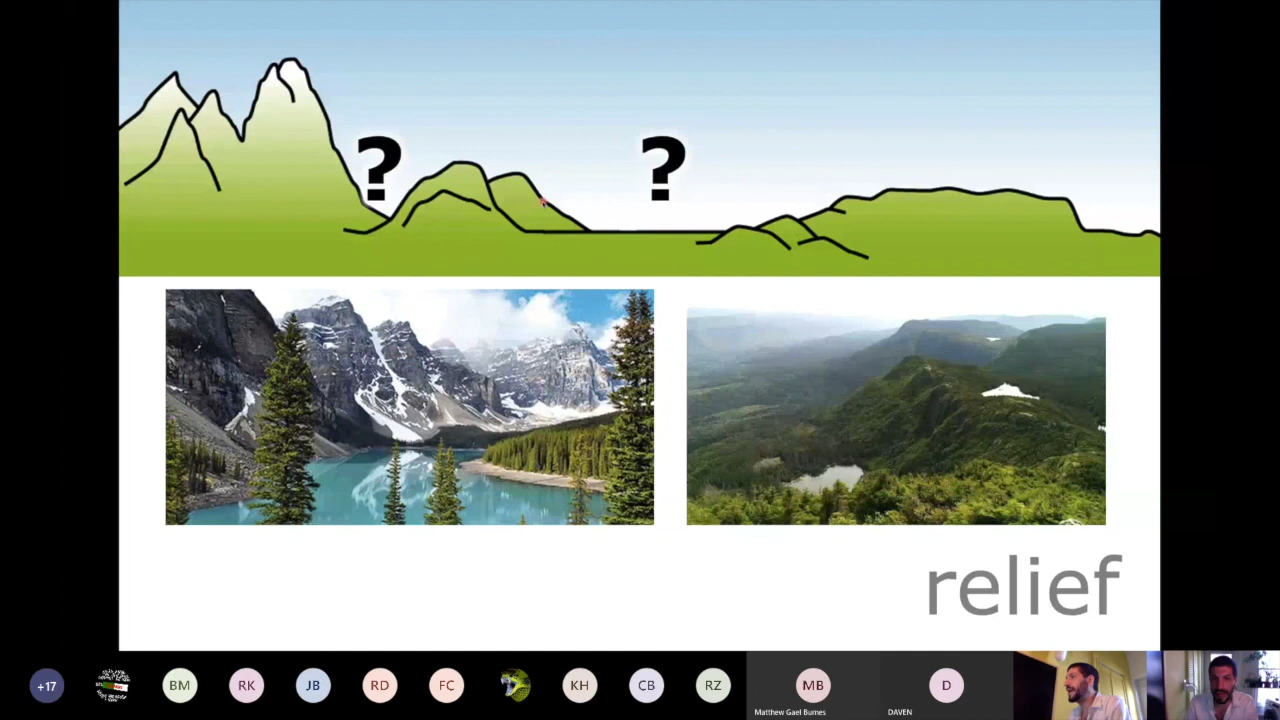 ?
?
relief
+17
BM
RK
JB
RD
FC
KH
CB
RZ
MB
D
Matthew Gael Burnes
DAVEN